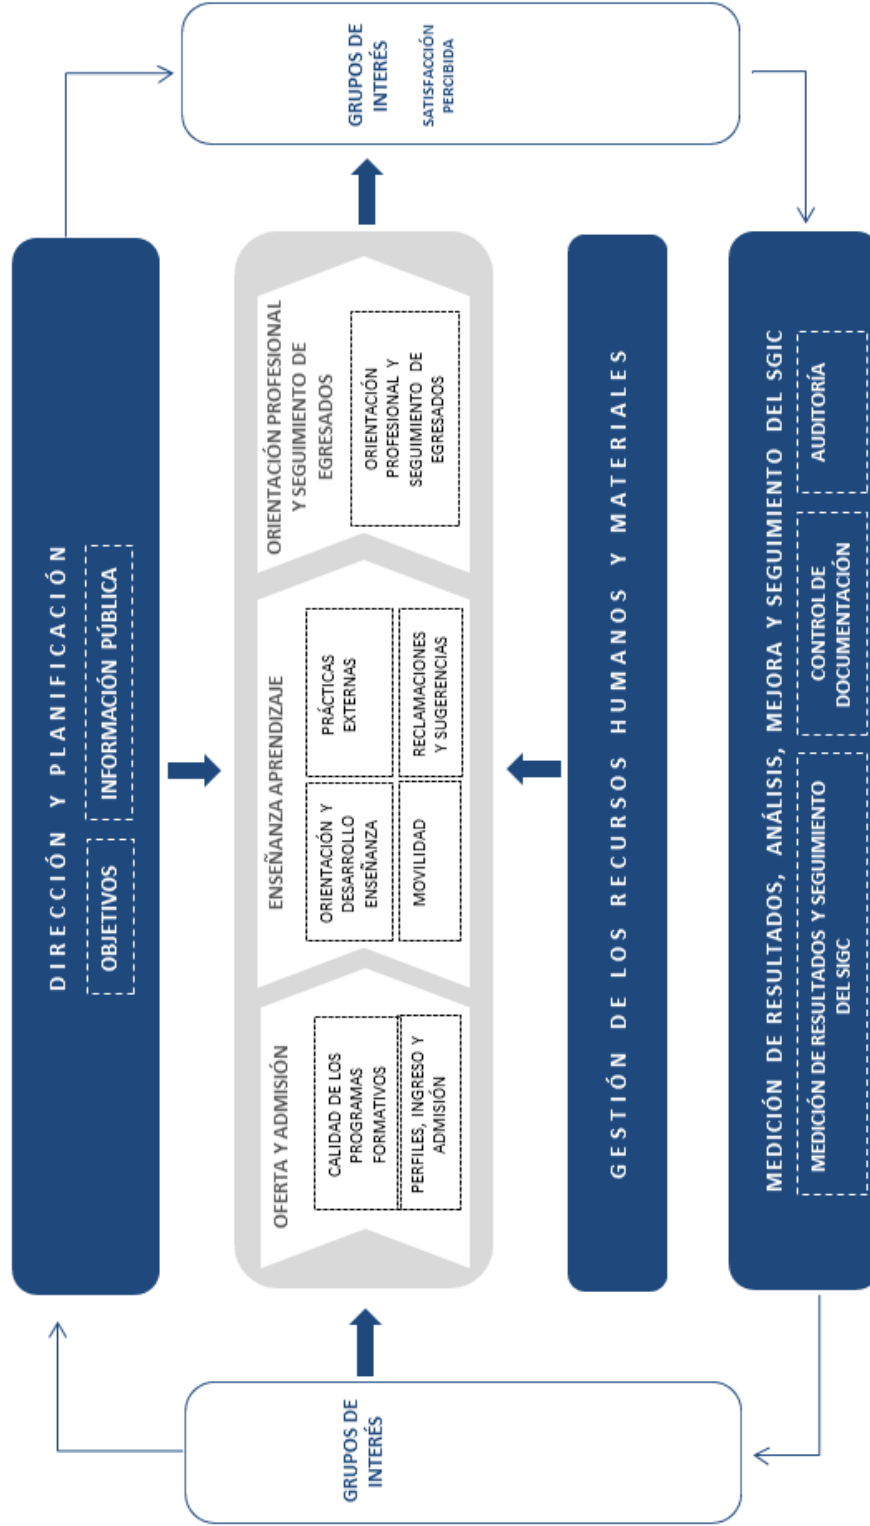 GRUPOS DE
INTERÉS
DIRECCIÓN Y PLANIFICACIÓN
OBJETIVOS
INFORMACIÓN PÚBLICA
OFERTA Y ADMISIÓN
CALIDAD DE LOS
PROGRAMAS
FORMATIVOS
PERFILES, INGRESO Y
ADMISIÓN
ENSEÑANZA APRENDIZAJE
ORIENTACIÓN Y
DESARROLLO
ENSEÑANZA
PRÁCTICAS
EXTERNAS
MOVILIDAD
RECLAMACIONES
Y SUGERENCIAS
ORIENTACIÓN PROFESIONAL
Y SEGUIMIENTO DE
EGRESADOS
ORIENTACIÓN
PROFESIONAL Y
SEGUIMIENTO DE
EGRESADOS
GESTIÓN DE LOS RECURSOS HUMANOS Y MATERIALES
MEDICIÓN DE RESULTADOS, ANÁLISIS, MEJORA Y SEGUIMIENTO DEL SGIC
MEDICIÓN DE RESULTADOS Y SEGUIMIENTO
DEL SIGC
CONTROL DE
DOCUMENTACIÓN
AUDITORÍA
GRUPOS DE
INTERÉS
SATISFACCIÓN
PERCIBIDA